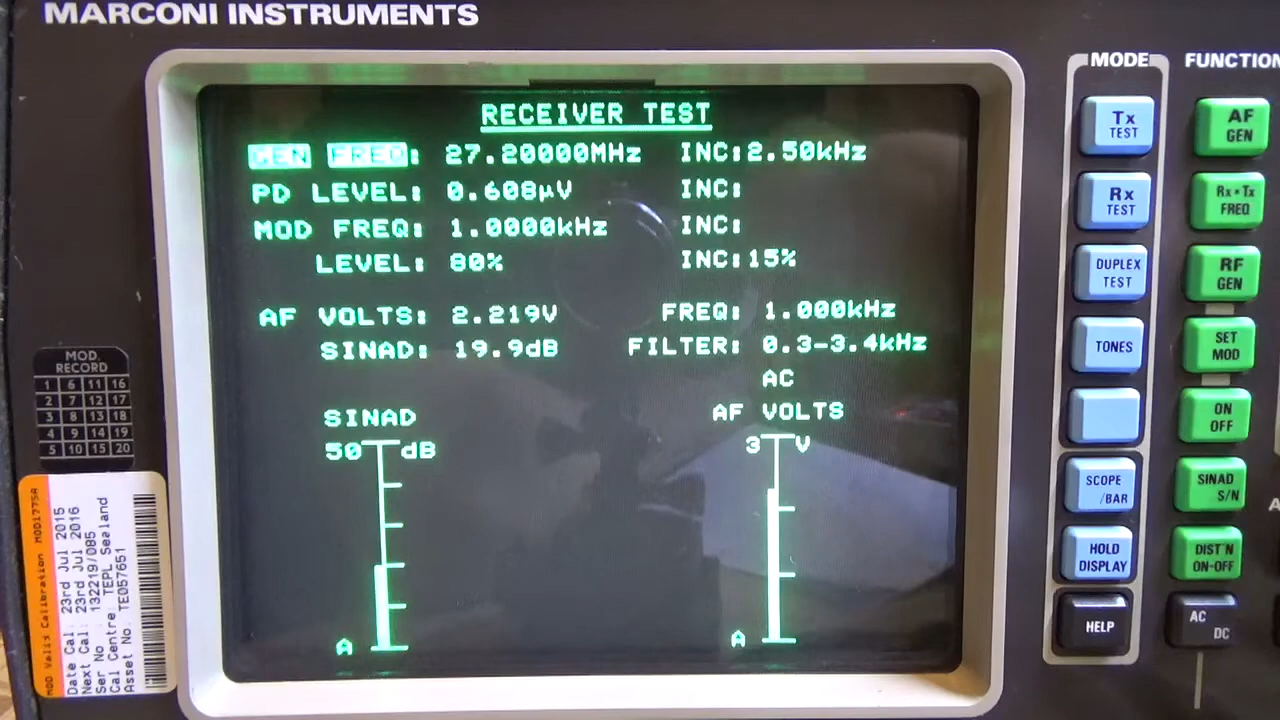 MARCONI INSTRUMENTS
RECEIVER TEST
GEN FREQ: 27.20000MHz INC:2.50kHz
PD LEVEL: 0.608µV INC:
MOD FREQ: 1.0000kHz INC:
LEVEL: 80% INC:15%
AF VOLTS: 2.219V FREQ: 1.000kHz
SINAD: 19.9dB FILTER: 0.3-3.4kHz
AC
SINAD AF VOLTS
50 dB 3 V
A A
MODE FUNCTION
Tx TEST AF GEN
Rx TEST Rx•Tx FREQ
DUPLEX TEST RF GEN
TONES SET MOD
ON OFF
SCOPE /BAR SINAD S/N
HOLD DISPLAY DIST'N ON-OFF
HELP AC DC
MOD. RECORD
1 6 11 16
2 7 12 17
3 8 13 18
4 9 14 19
5 10 15 20
MOD Valid Calibration MOD1775A
Date Cal: 23rd Jul 2015
Next Cal: 23rd Jul 2016
Ser No: 132219/085
Cal Centre: TEPL Sealand
Asset No. TE057651